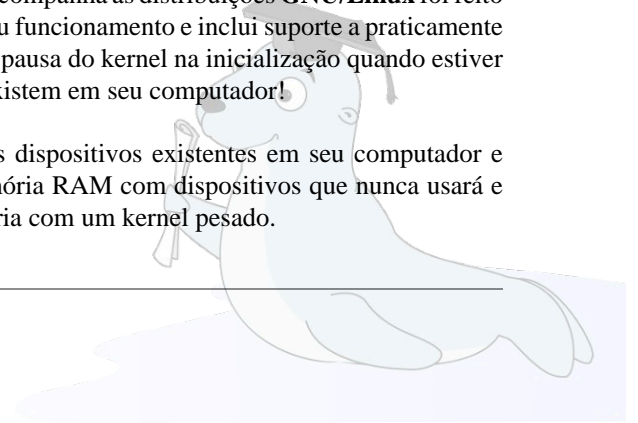 companha as distribuições GNU/Linux foi feito
u funcionamento e inclui suporte a praticamente
pausa do kernel na inicialização quando estiver
xistem em seu computador!
s dispositivos existentes em seu computador e
ória RAM com dispositivos que nunca usará e
ria com um kernel pesado.